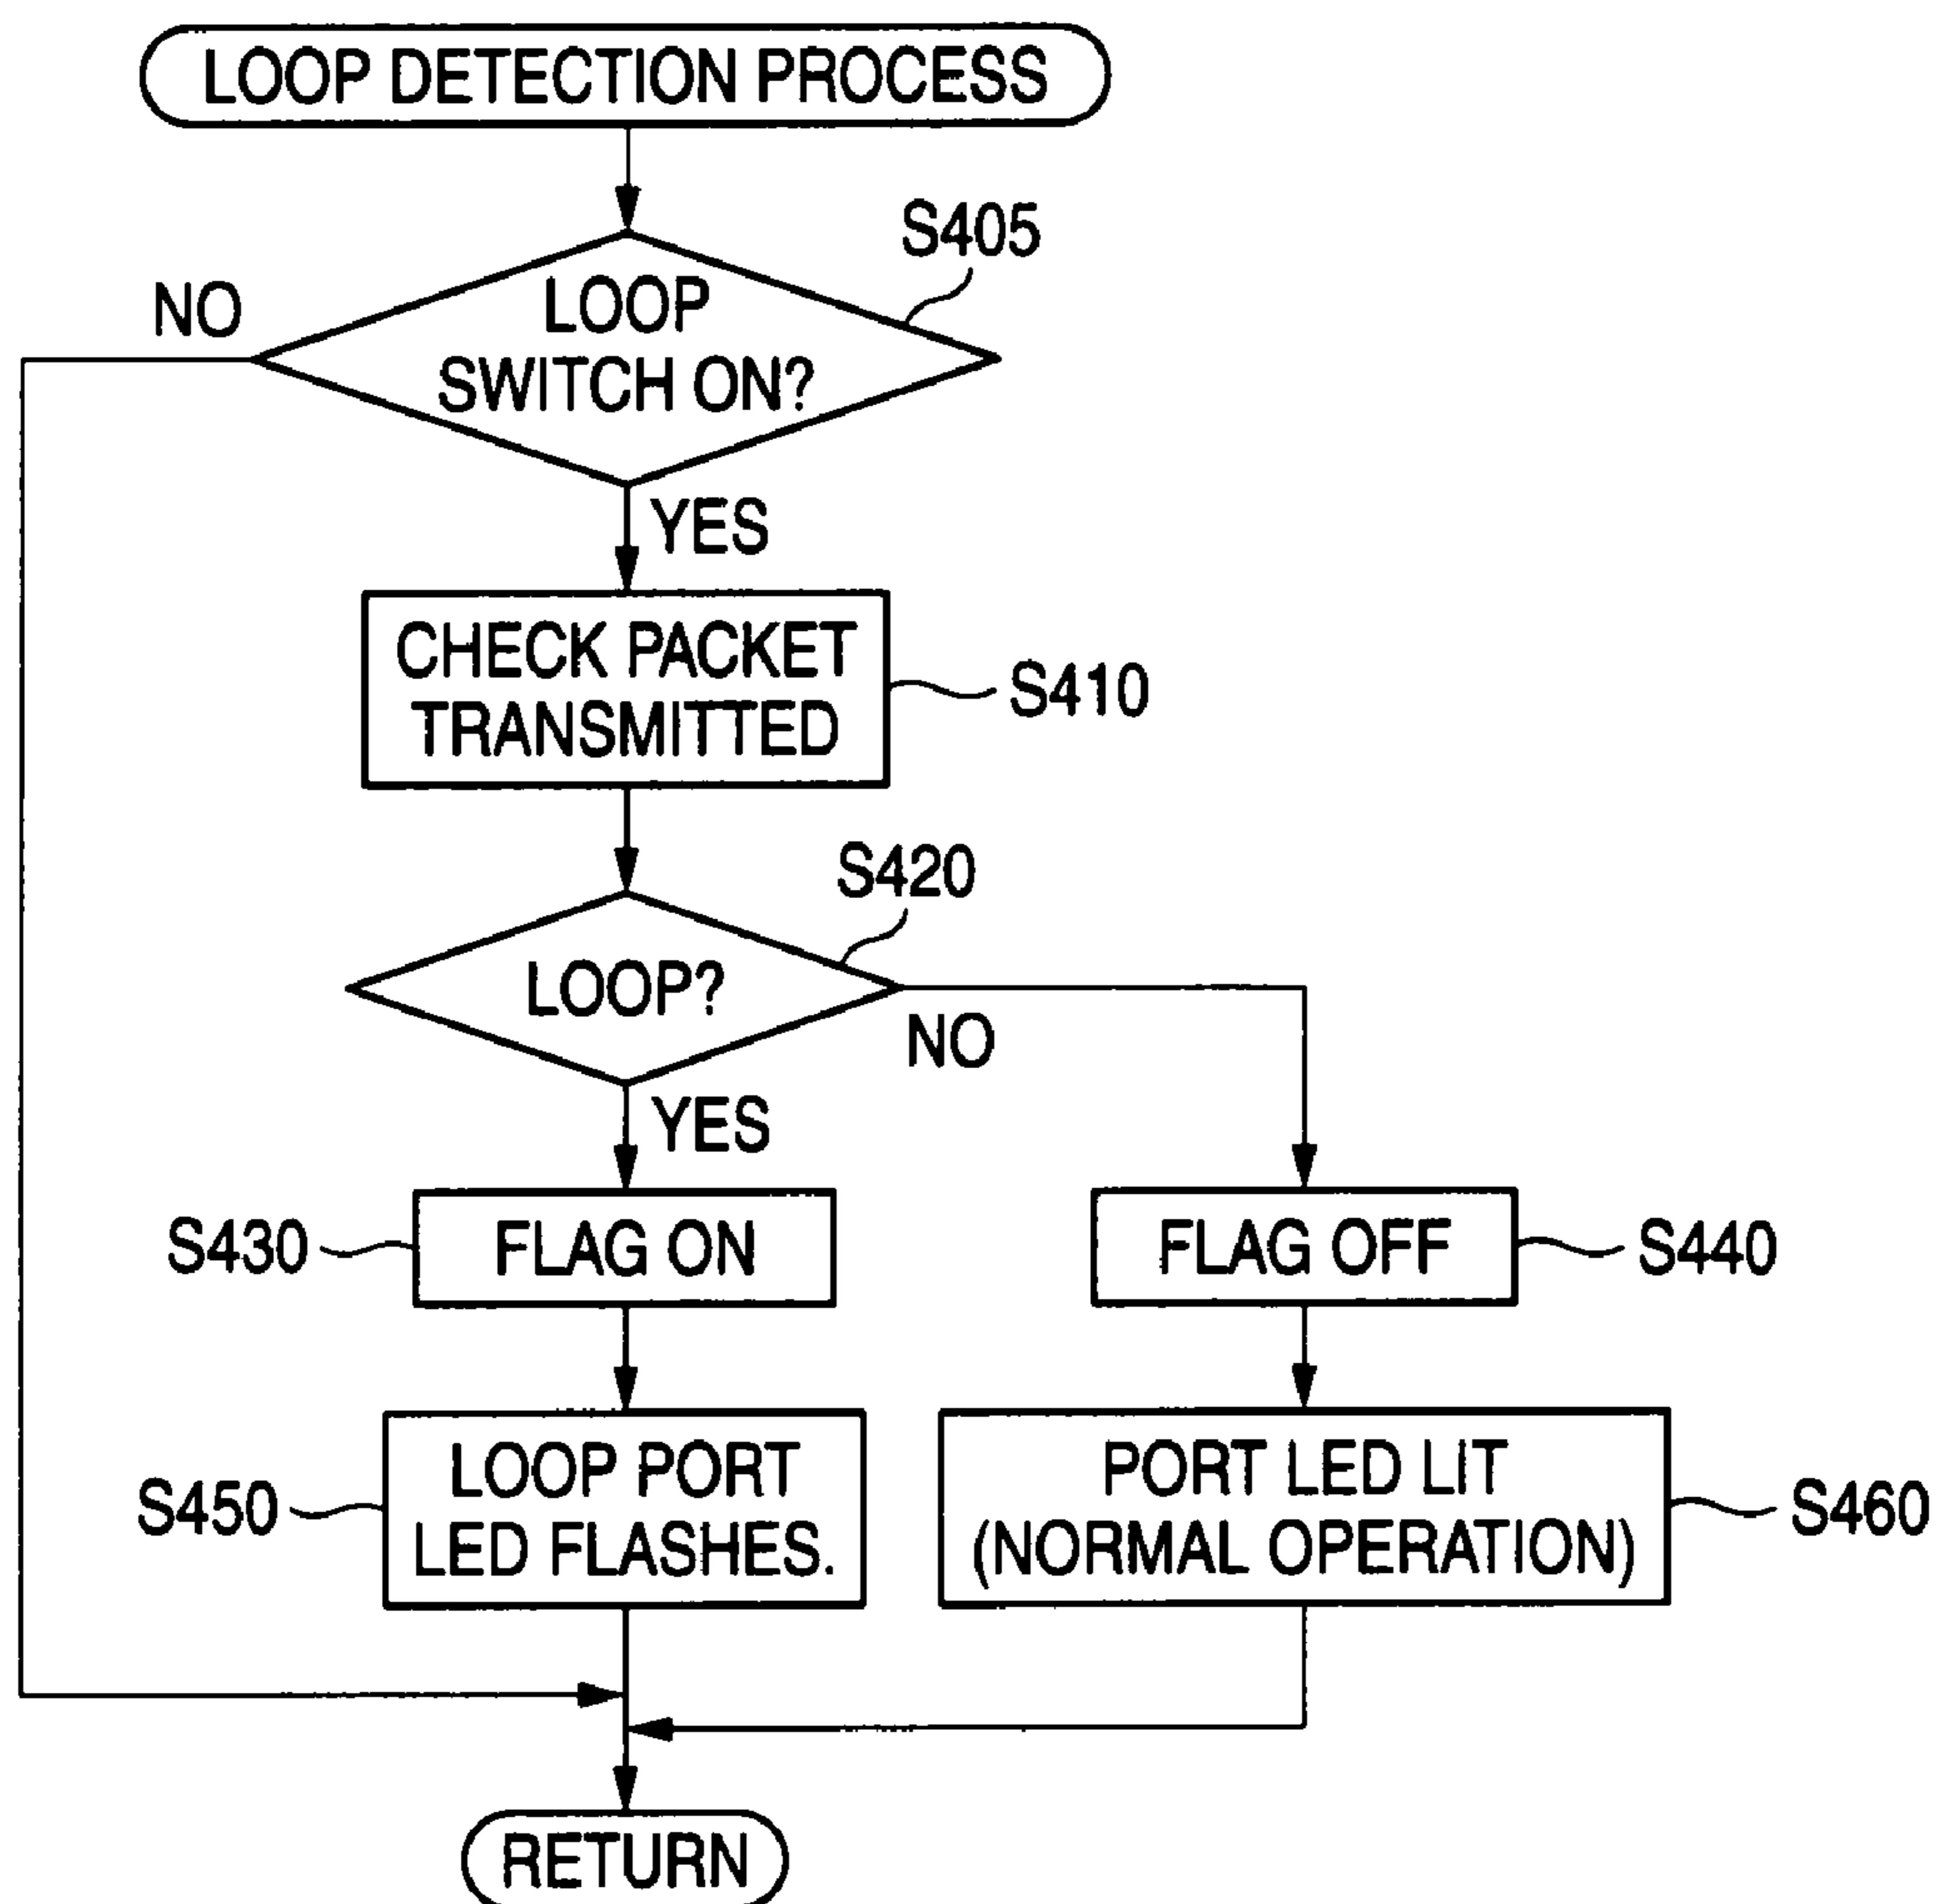 LOOP DETECTION PROCESS
S405
NO
LOOP
SWITCH ON?
YES
CHECK PACKET
TRANSMITTED
S410
S420
LOOP?
NO
YES
S430
FLAG ON
FLAG OFF
S440
LOOP PORT
LED FLASHES.
S450
PORT LED LIT
(NORMAL OPERATION)
S460
RETURN